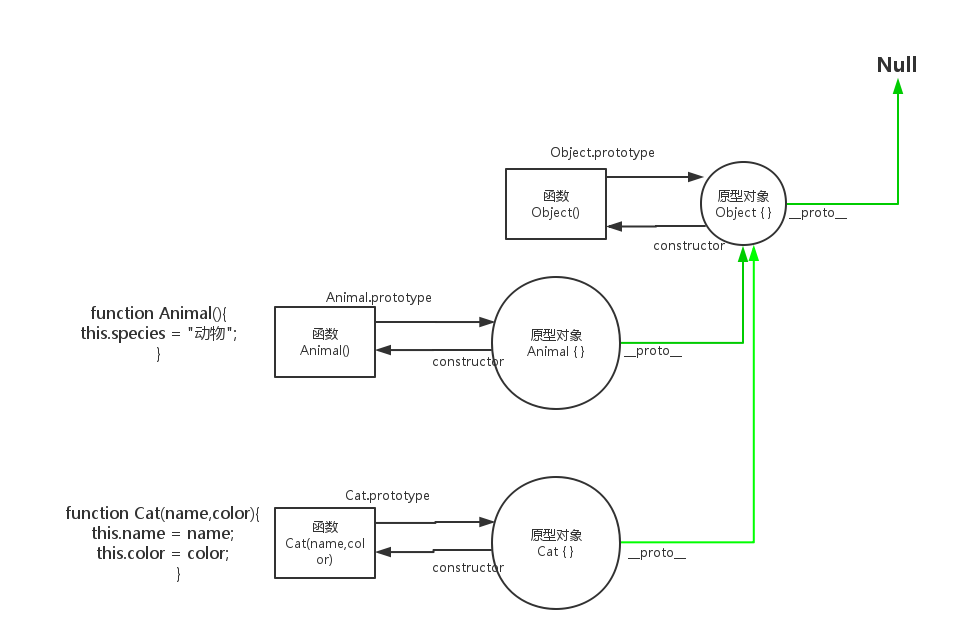 Null
Object.prototype
函数
Object()
原型对象
Object { }
__proto__
constructor
Animal.prototype
function Animal(){
this.species = "动物";
}
函数
Animal()
原型对象
Animal { }
__proto__
constructor
Cat.prototype
function Cat(name,color){
this.name = name;
this.color = color;
}
函数
Cat(name,col
or)
原型对象
Cat { }
__proto__
constructor